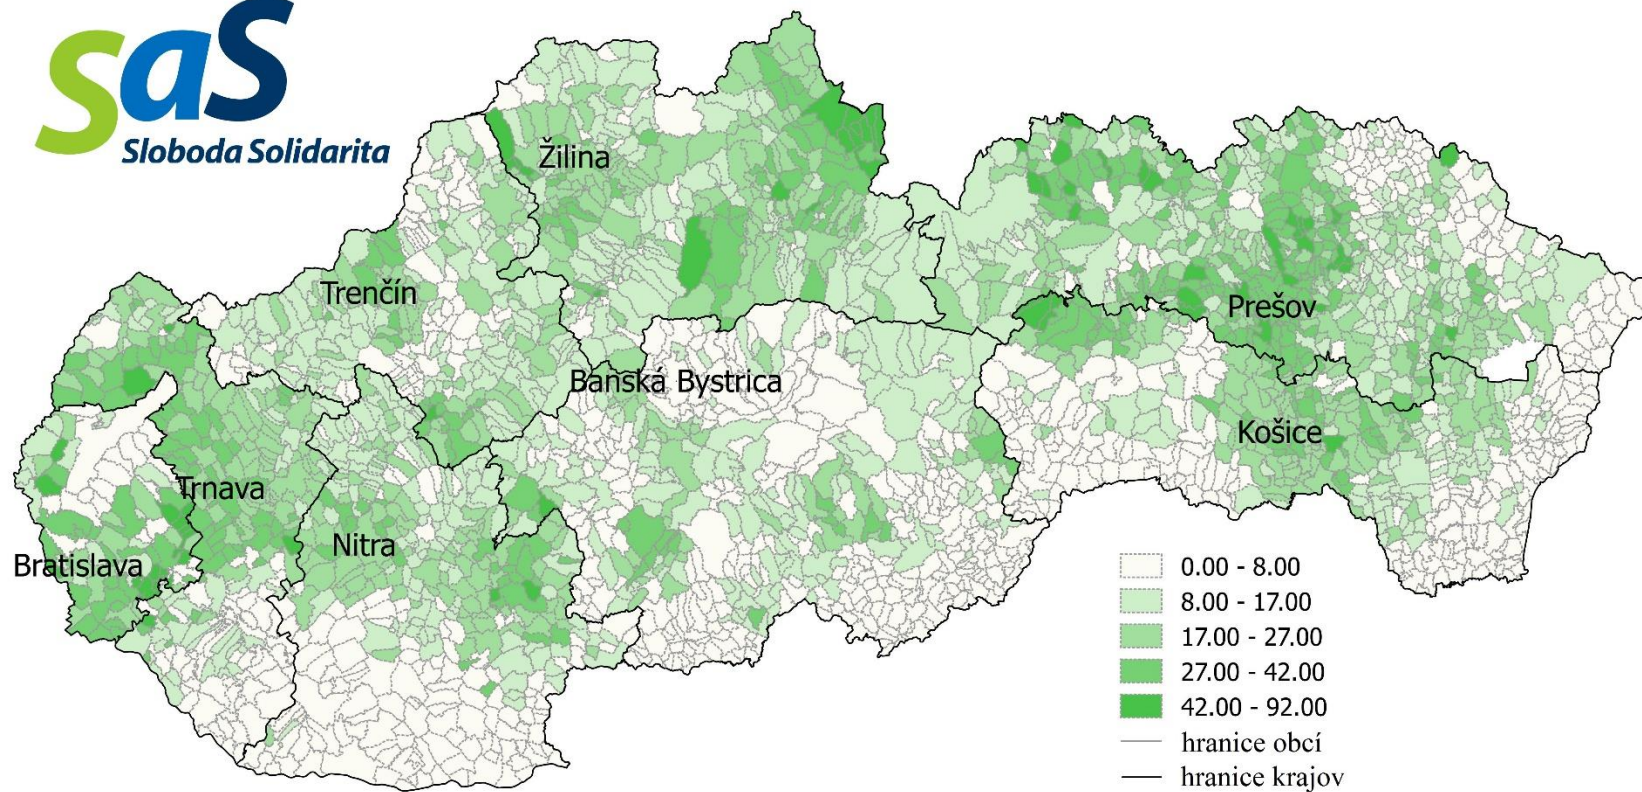 SaS
Sloboda Solidarita
Žilina
Trenčín
Prešov
Banská Bystrica
Košice
Trnava
Nitra
Bratislava
0.00 - 8.00
8.00 - 17.00
17.00 - 27.00
27.00 - 42.00
42.00 - 92.00
hranice obcí
hranice krajov